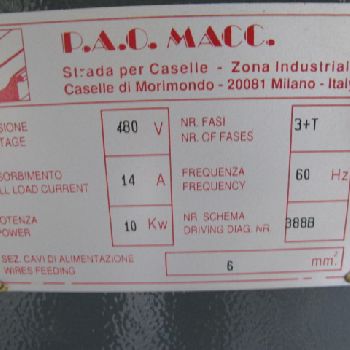 P.A.O. MACC.
Strada per Caselle - Zona Industrial
Caselle di Morimondo - 20081 Milano - Italy
SIONE
TAGE
480 V
NR. FASI
NR. OF FASES
3+T
SORBIMENTO
LL LOAD CURRENT
14 A
FREQUENZA
FREQUENCY
60 Hz
OTENZA
POWER
10 Kw
NR SCHEMA
DRIVING DIAG. NR.
388B
SEZ. CAVI DI ALIMENTAZIONE
WIRES FEEDING
6 mm²